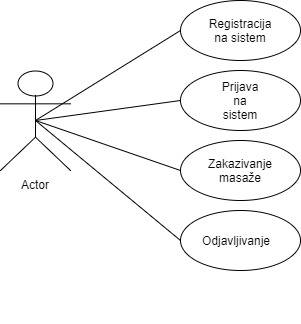 Registracija
na sistem
Prijava
na
sistem
Zakazivanje
masaže
Actor
Odjavljivanje